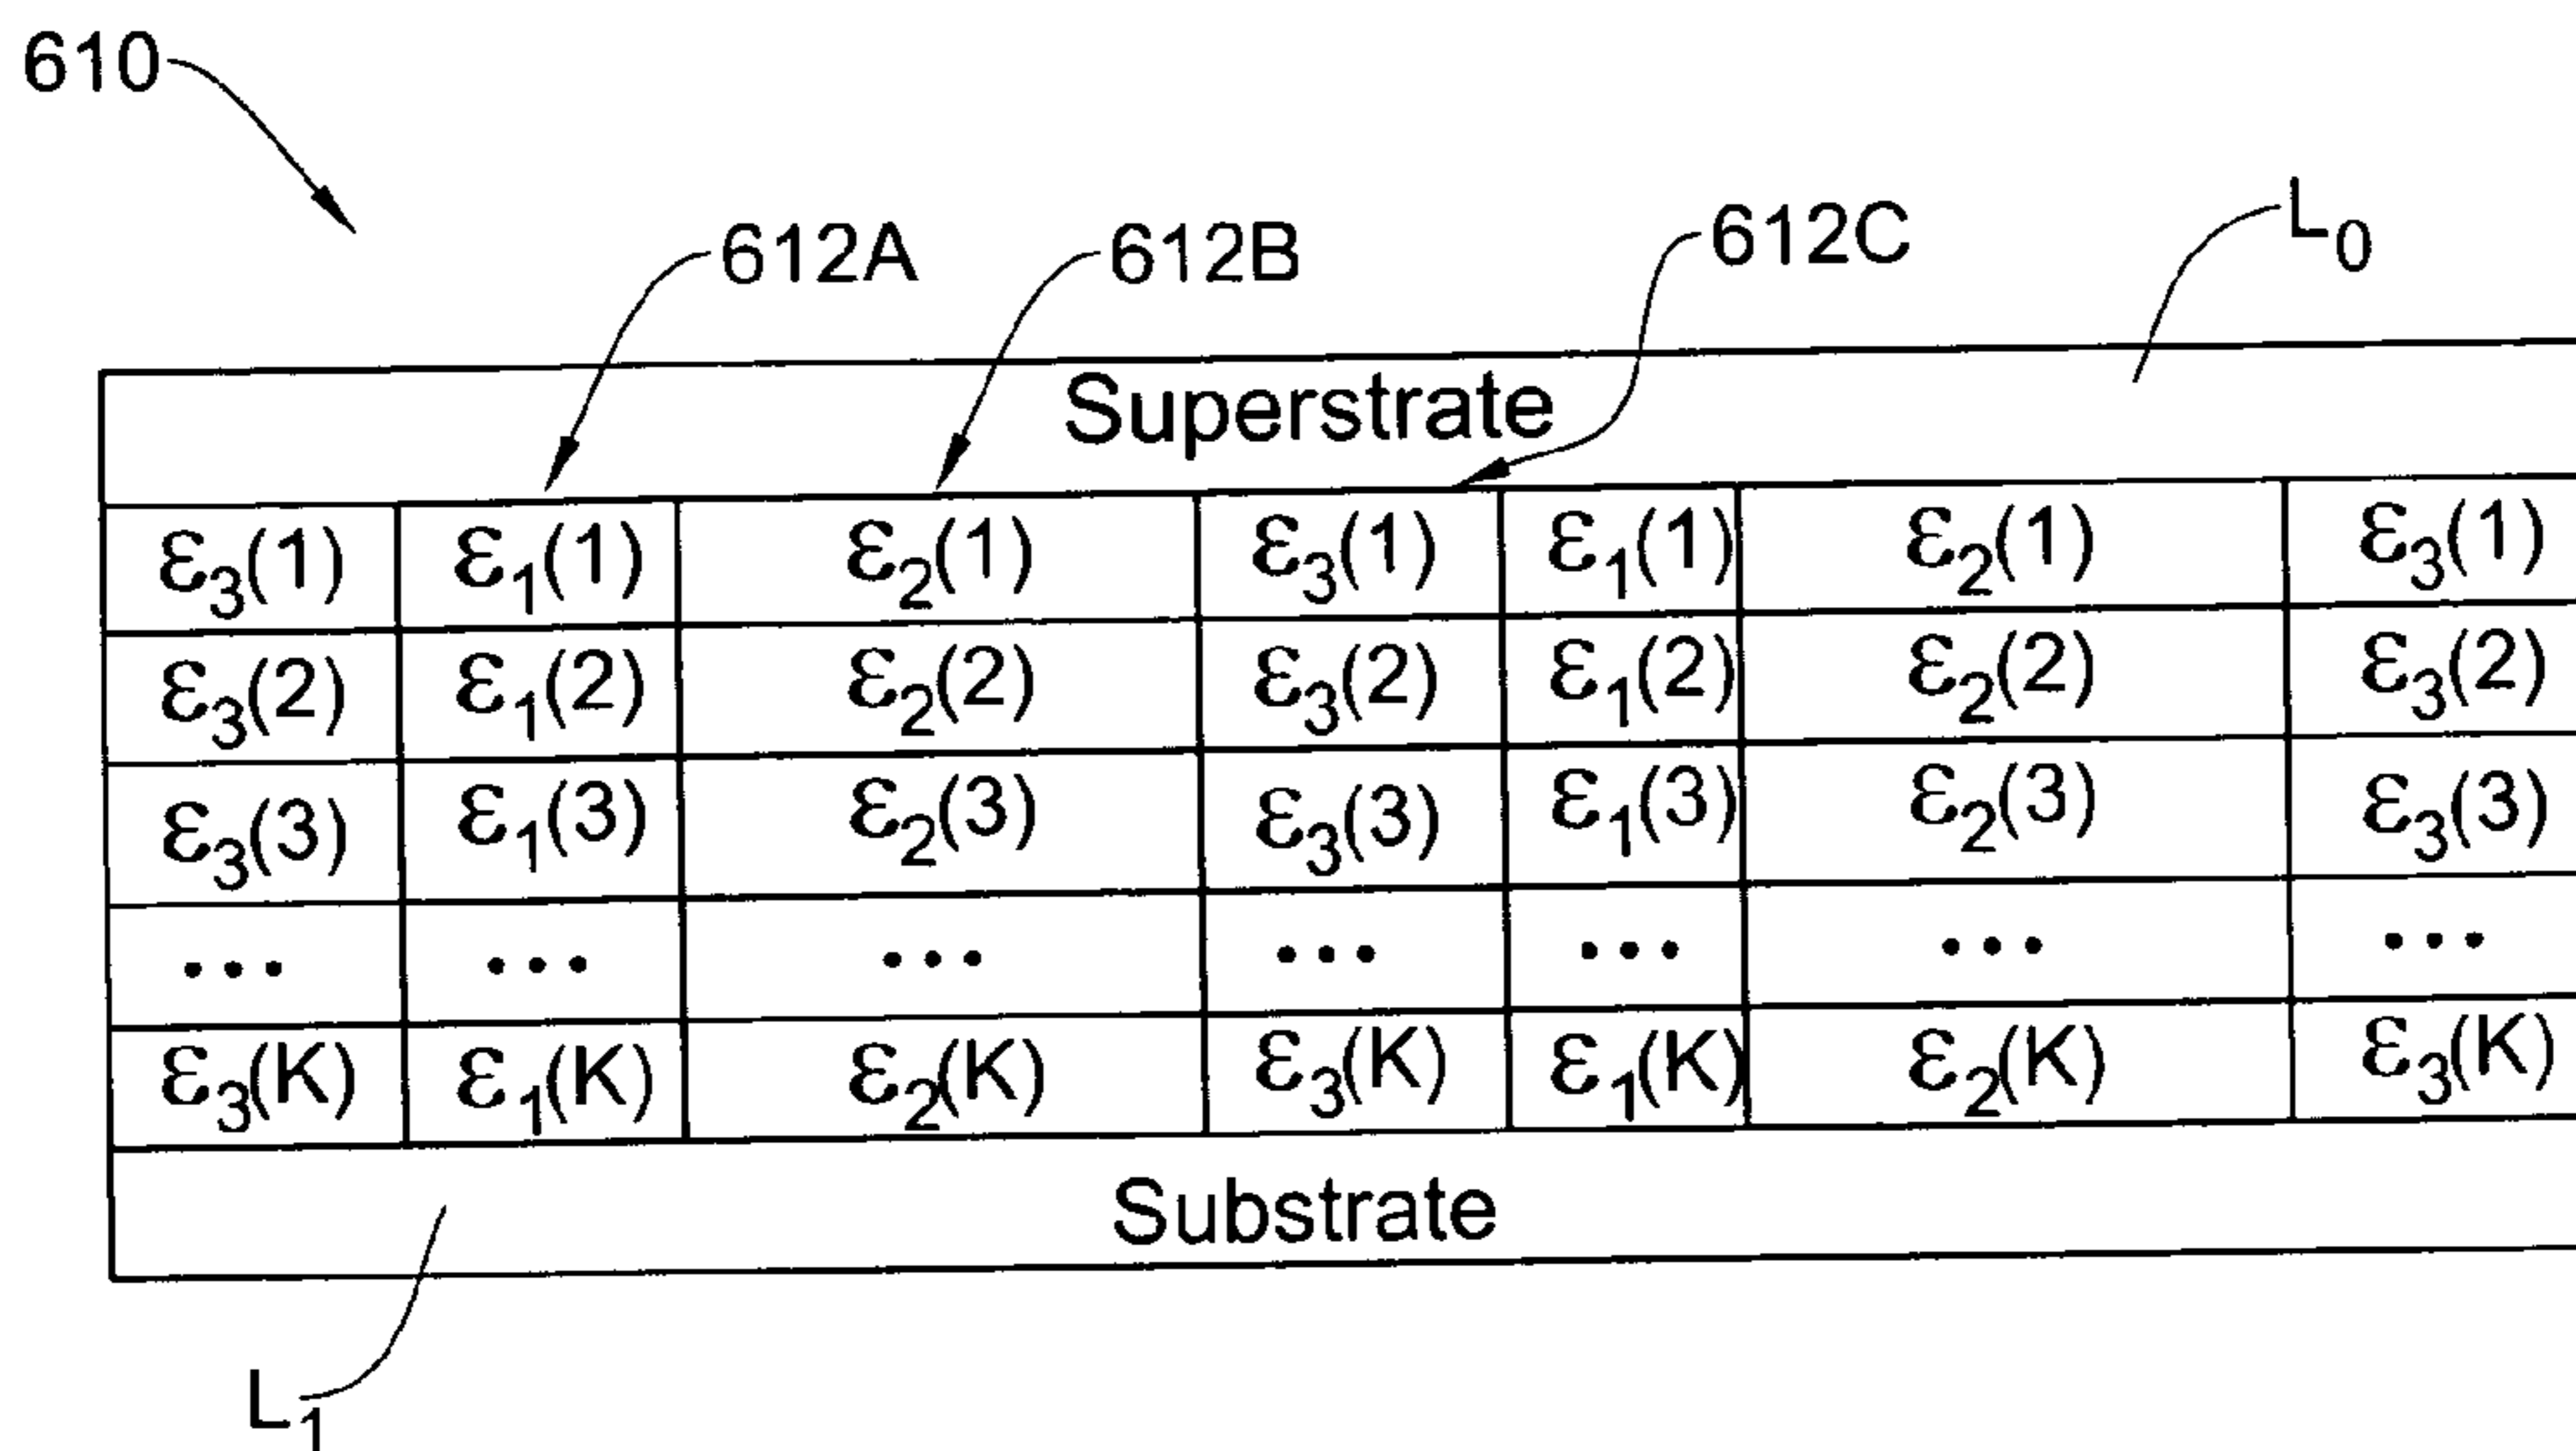 610
612A 612B 612C L₀
Superstrate
ε₃(1) ε₁(1) ε₂(1) ε₃(1) ε₁(1) ε₂(1) ε₃(1)
ε₃(2) ε₁(2) ε₂(2) ε₃(2) ε₁(2) ε₂(2) ε₃(2)
ε₃(3) ε₁(3) ε₂(3) ε₃(3) ε₁(3) ε₂(3) ε₃(3)
... ... ... ... ... ... ...
ε₃(K) ε₁(K) ε₂(K) ε₃(K) ε₁(K) ε₂(K) ε₃(K)
Substrate
L₁